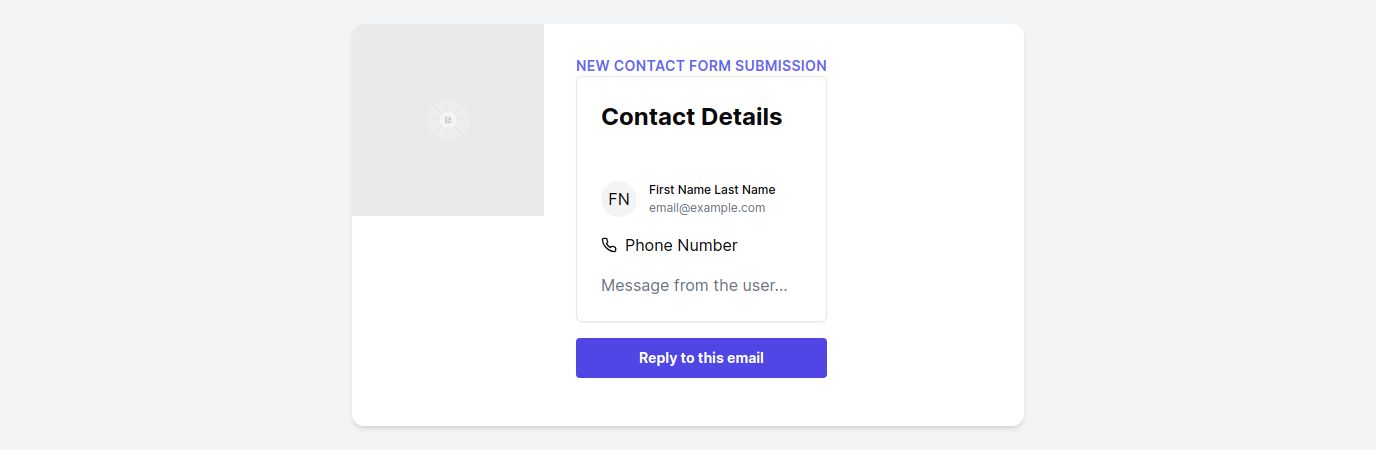 NEW CONTACT FORM SUBMISSION
Contact Details
FN
First Name Last Name
email@example.com
Phone Number
Message from the user...
Reply to this email